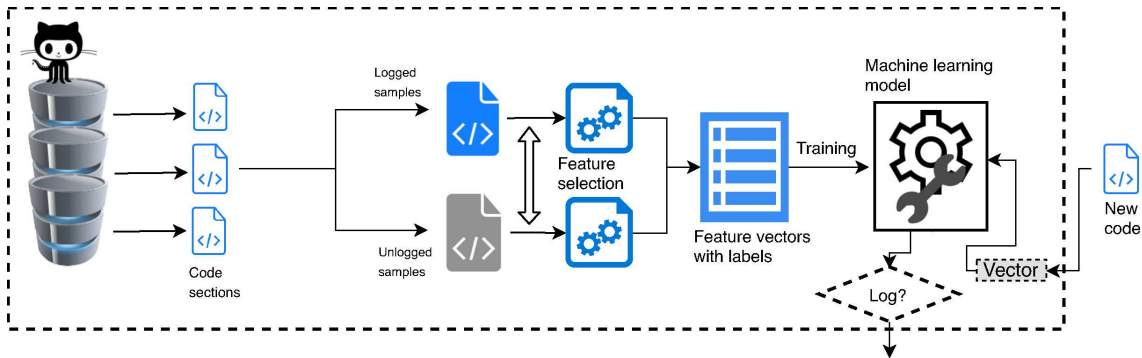 Logged
samples
Code
sections
Unlogged
samples
Feature
selection
Feature vectors
with labels
Training
Machine learning
model
Log?
Vector
New
code